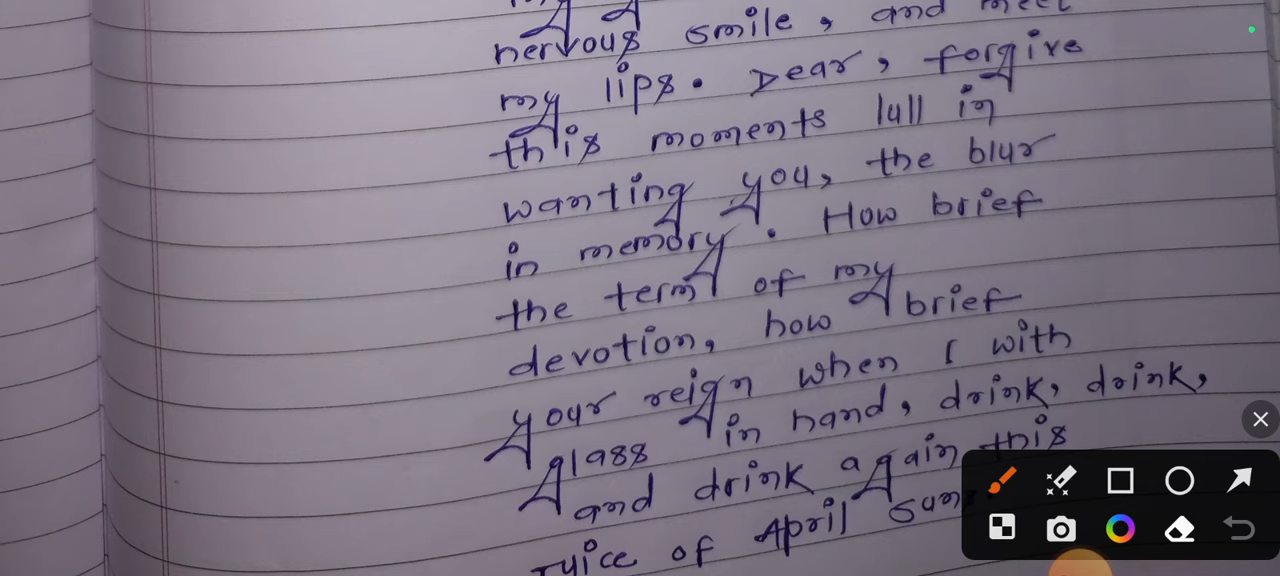 nervous smile, and meet
my lips. Dear, forgive
this moments lull in
wanting you, the blur
in memory. How brief
the term of my
devotion, how brief
your reign when I with
glass in hand, drink, drink,
and drink again this
Juice of April